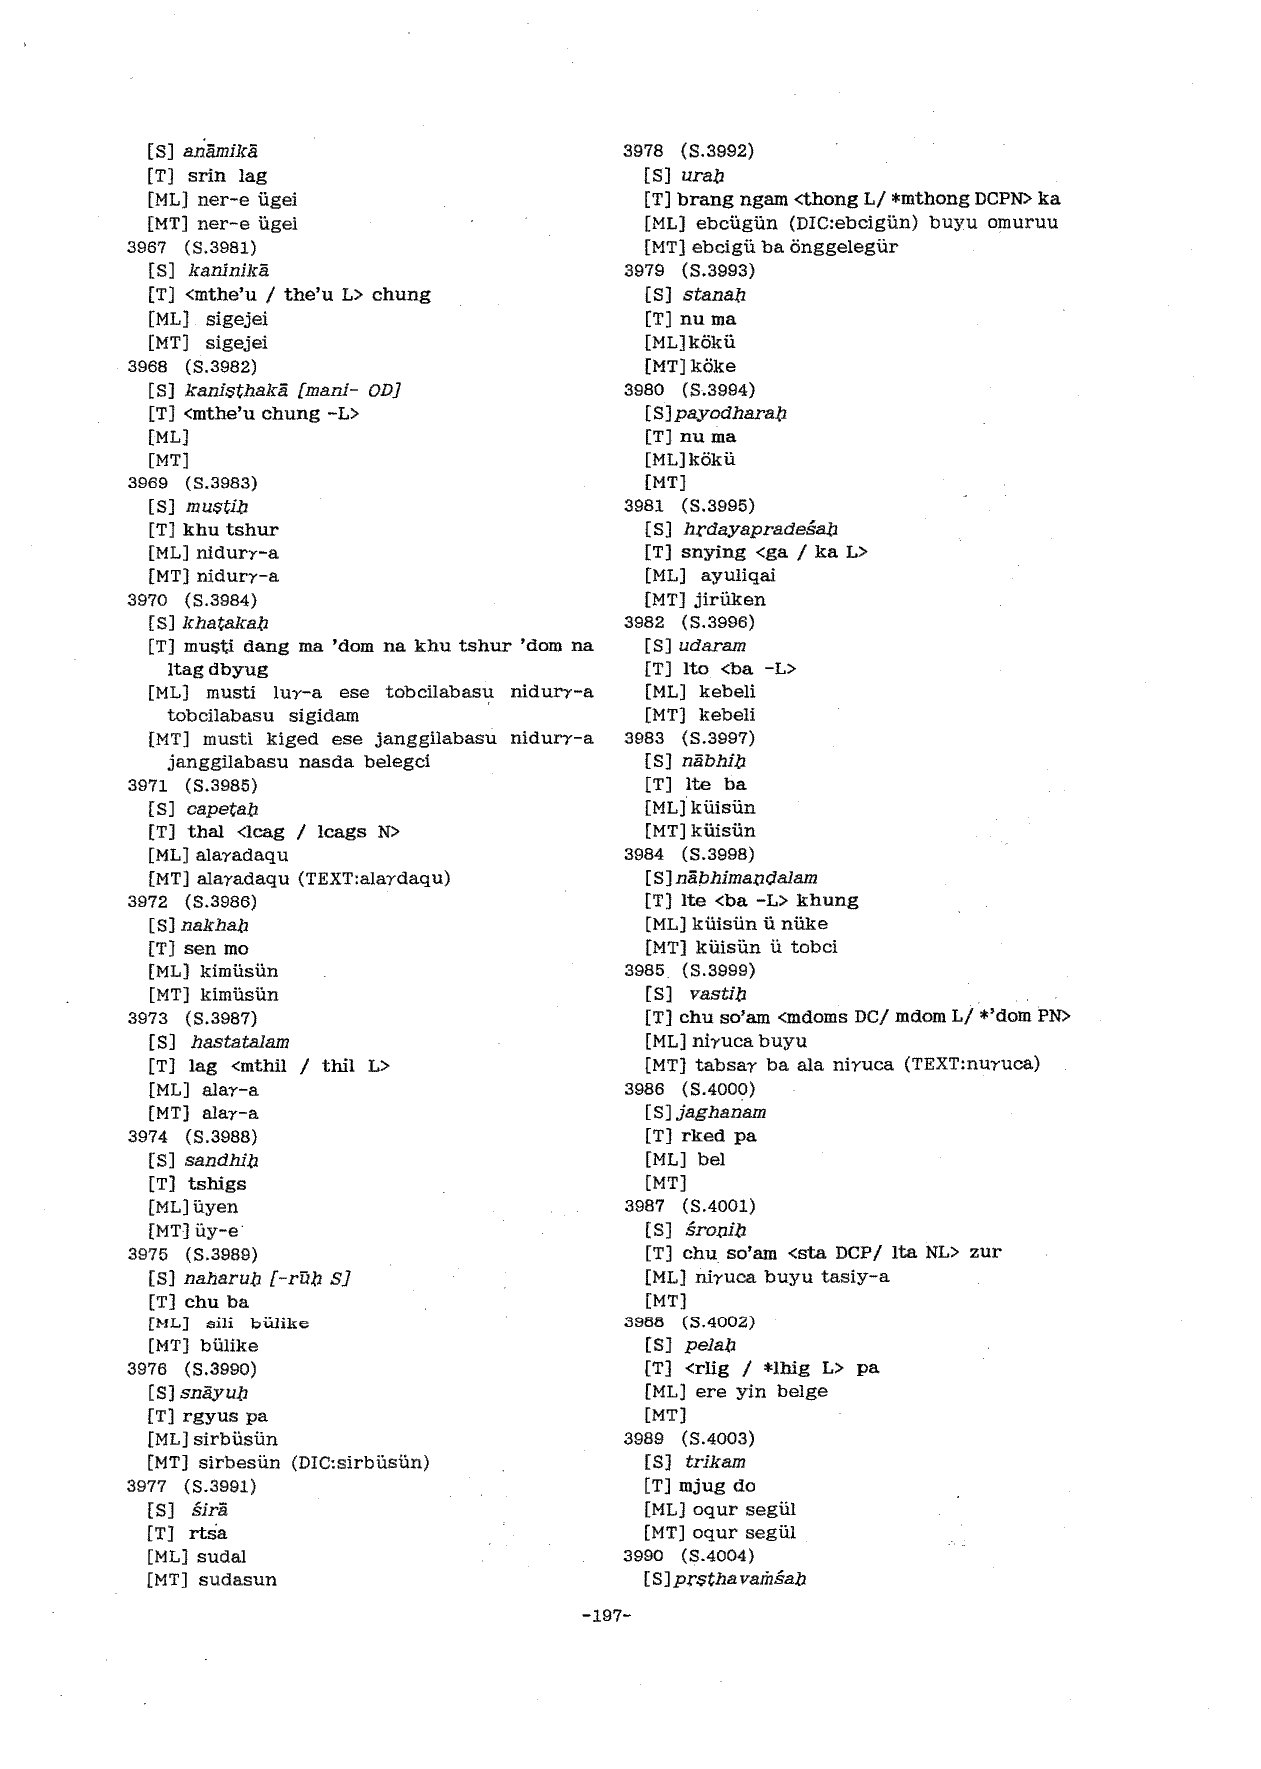 [S] anāmikā
[T] srin lag
[ML] ner-e ügei
[MT] ner-e ügei
3967 (S.3981)
[S] kanīnikā
[T] <mthe'u / the'u L> chung
[ML] sigejei
[MT] sigejei
3968 (S.3982)
[S] kaniṣṭhakā [mani- OD]
[T] <mthe'u chung -L>
[ML]
[MT]
3969 (S.3983)
[S] muṣṭiḥ
[T] khu tshur
[ML] nidurγ-a
[MT] nidurγ-a
3970 (S.3984)
[S] khaṭakaḥ
[T] muṣṭi dang ma 'dom na khu tshur 'dom na
ltag dbyug
[ML] musti luγ-a ese tobcilabasu nidurγ-a
tobcilabasu sigidam
[MT] musti kiged ese janggilabasu nidurγ-a
janggilabasu nasda belegci
3971 (S.3985)
[S] capeṭaḥ
[T] thal <lcag / lcags N>
[ML] alaγadaqu
[MT] alaγadaqu (TEXT:alaγdaqu)
3972 (S.3986)
[S] nakhaḥ
[T] sen mo
[ML] kimüsün
[MT] kimüsün
3973 (S.3987)
[S] hastatalam
[T] lag <mthil / thil L>
[ML] alaγ-a
[MT] alaγ-a
3974 (S.3988)
[S] sandhiḥ
[T] tshigs
[ML] üyen
[MT] üy-e
3975 (S.3989)
[S] naharuḥ [-rūḥ S]
[T] chu ba
[ML] sili bülike
[MT] bülike
3976 (S.3990)
[S] snāyuḥ
[T] rgyus pa
[ML] sirbüsün
[MT] sirbesün (DIC:sirbüsün)
3977 (S.3991)
[S] śirā
[T] rtsa
[ML] sudal
[MT] sudasun
3978 (S.3992)
[S] uraḥ
[T] brang ngam <thong L/ *mthong DCPN> ka
[ML] ebcügün (DIC:ebcigün) buyu omuruu
[MT] ebcigü ba önggelegür
3979 (S.3993)
[S] stanaḥ
[T] nu ma
[ML] kökü
[MT] köke
3980 (S.3994)
[S] payodharaḥ
[T] nu ma
[ML] kökü
[MT]
3981 (S.3995)
[S] hṛdayapradeśaḥ
[T] snying <ga / ka L>
[ML] ayuliqai
[MT] jirüken
3982 (S.3996)
[S] udaram
[T] lto <ba -L>
[ML] kebeli
[MT] kebeli
3983 (S.3997)
[S] nābhiḥ
[T] lte ba
[ML] küisün
[MT] küisün
3984 (S.3998)
[S] nābhimaṇḍalam
[T] lte <ba -L> khung
[ML] küisün ü nüke
[MT] küisün ü tobci
3985 (S.3999)
[S] vastiḥ
[T] chu so'am <mdoms DC/ mdom L/ *'dom PN>
[ML] niγuca buyu
[MT] tabsaγ ba ala niγuca (TEXT:nuγuca)
3986 (S.4000)
[S] jaghanam
[T] rked pa
[ML] bel
[MT]
3987 (S.4001)
[S] śroṇiḥ
[T] chu so'am <sta DCP/ lta NL> zur
[ML] niγuca buyu tasiy-a
[MT]
3988 (S.4002)
[S] pelaḥ
[T] <rlig / *lhig L> pa
[ML] ere yin belge
[MT]
3989 (S.4003)
[S] trikam
[T] mjug do
[ML] oqur segül
[MT] oqur segül
3990 (S.4004)
[S] pṛṣṭhavaṁśaḥ
-197-